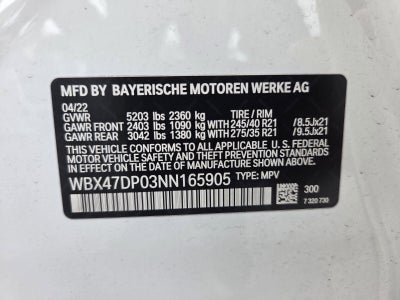 MFD BY BAYERISCHE MOTOREN WERKE AG
04/22
GVWR 5203 lbs 2360 kg TIRE / RIM
GAWR FRONT 2403 lbs 1090 kg WITH 245/40 R21 /8.5Jx21
GAWR REAR 3042 lbs 1380 kg WITH 275/35 R21 /9.5Jx21
THIS VEHICLE CONFORMS TO ALL APPLICABLE
FEDERAL MOTOR VEHICLE SAFETY STANDARDS IN
EFFECT ON THE DATE OF MANUFACTURE SHOWN ABOVE.
WBX47DP03NN165905 TYPE: MPV
300
7 320 730